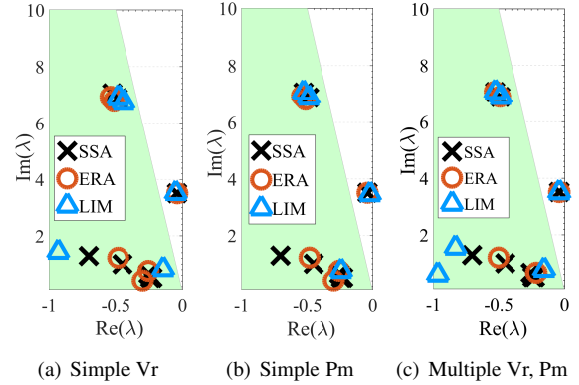 10
8
6
4
2
Im(λ)
SSA
ERA
LIM
-1
-0.5
0
Re(λ)
(a) Simple Vr
10
8
6
4
2
Im(λ)
SSA
ERA
LIM
-1
-0.5
0
Re(λ)
(b) Simple Pm
10
8
6
4
2
Im(λ)
SSA
ERA
LIM
-1
-0.5
0
Re(λ)
(c) Multiple Vr, Pm